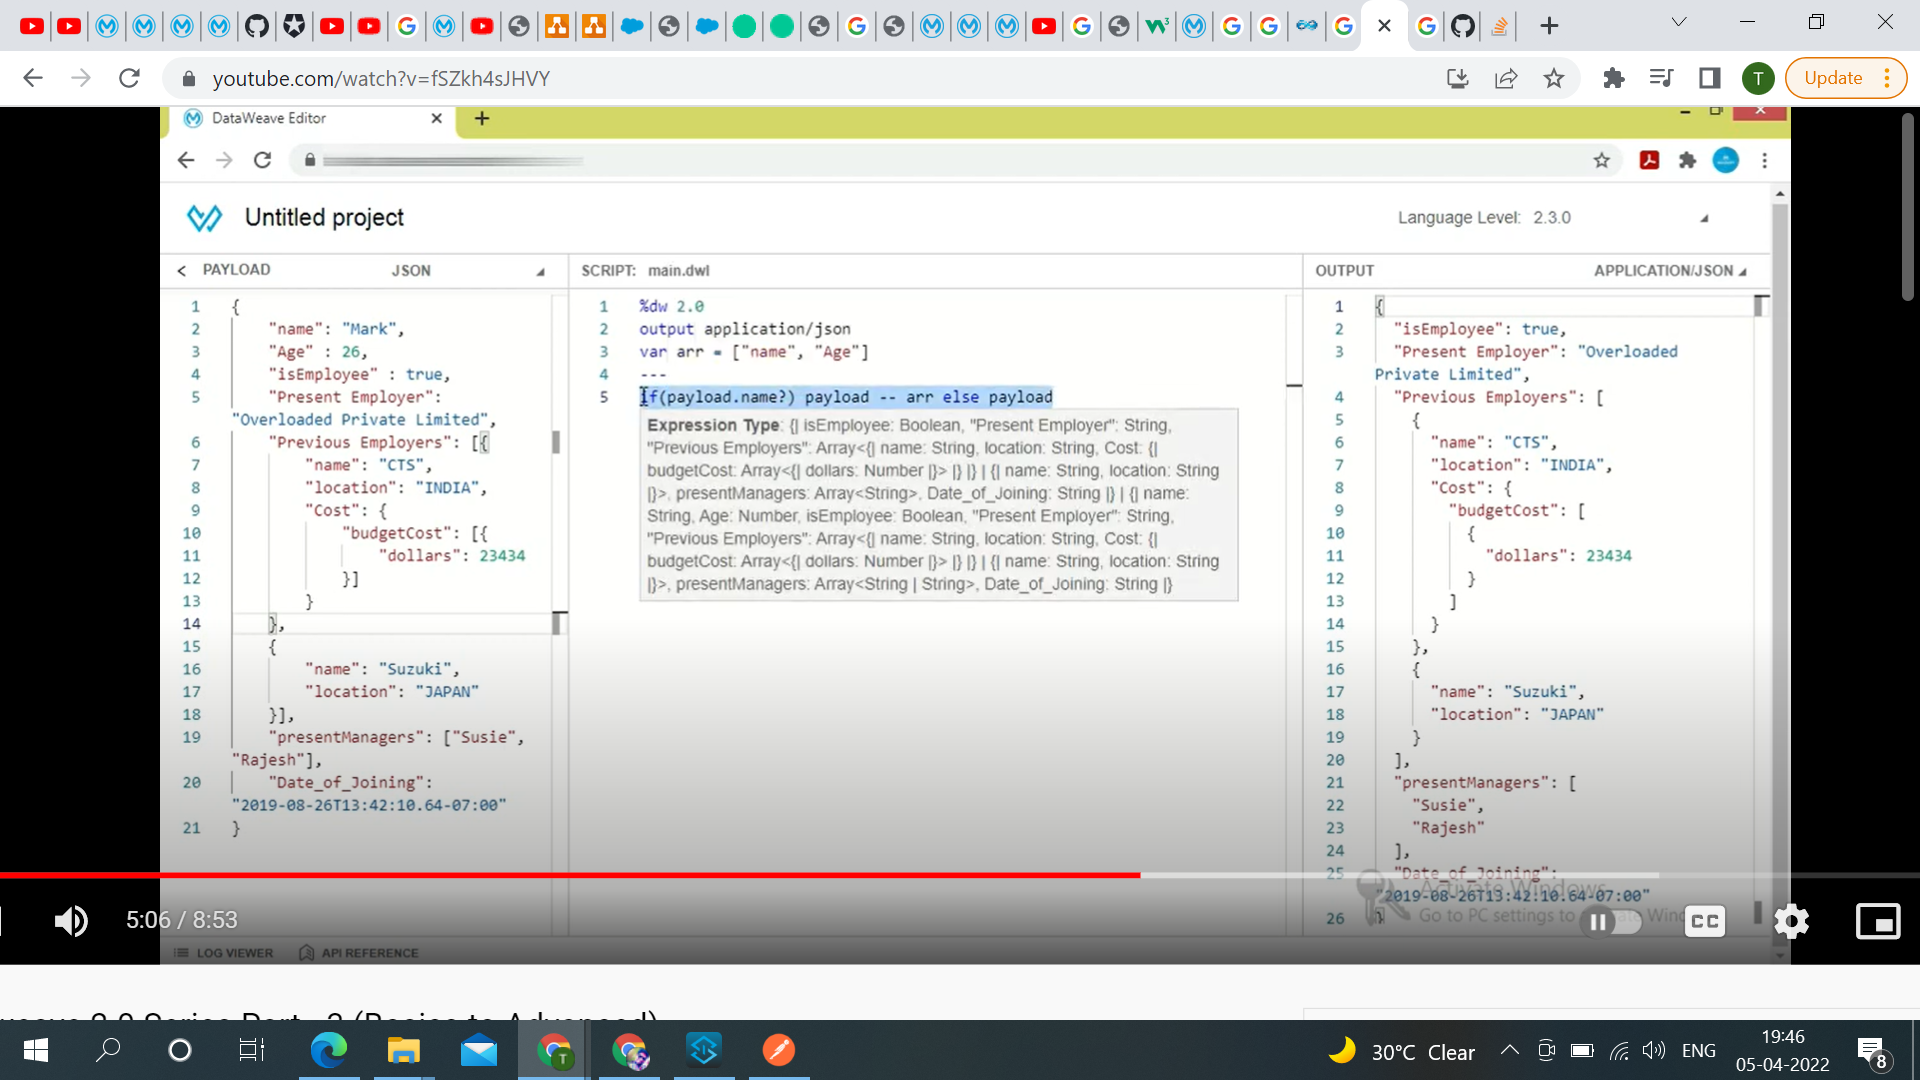 youtube.com/watch?v=fSZkh4sJHVY
T
Update
DataWeave Editor
Untitled project
Language Level: 2.3.0
PAYLOAD
JSON
SCRIPT: main.dwl
OUTPUT
APPLICATION/JSON
1 {
2 "name": "Mark",
3 "Age" : 26,
4 "isEmployee" : true,
5 "Present Employer":
"Overloaded Private Limited",
6 "Previous Employers": [{
7 "name": "CTS",
8 "location": "INDIA",
9 "Cost": {
10 "budgetCost": [{
11 "dollars": 23434
12 }]
13 }
14 },
15 {
16 "name": "Suzuki",
17 "location": "JAPAN"
18 }],
19 "presentManagers": ["Susie",
"Rajesh"],
20 "Date_of_Joining":
"2019-08-26T13:42:10.64-07:00"
21 }
1 %dw 2.0
2 output application/json
3 var arr = ["name", "Age"]
4 ---
5 if(payload.name?) payload -- arr else payload
Expression Type: {| isEmployee: Boolean, "Present Employer": String,
"Previous Employers": Array<{| name: String, location: String, Cost: {|
budgetCost: Array<{| dollars: Number |}> |} |} | {| name: String, location: String
|}>, presentManagers: Array<String>, Date_of_Joining: String |} | {| name:
String, Age: Number, isEmployee: Boolean, "Present Employer": String,
"Previous Employers": Array<{| name: String, location: String, Cost: {|
budgetCost: Array<{| dollars: Number |}> |} |} | {| name: String, location: String
|}>, presentManagers: Array<String | String>, Date_of_Joining: String |}
1 {
2 "isEmployee": true,
3 "Present Employer": "Overloaded
Private Limited",
4 "Previous Employers": [
5 {
6 "name": "CTS",
7 "location": "INDIA",
8 "Cost": {
9 "budgetCost": [
10 {
11 "dollars": 23434
12 }
13 ]
14 }
15 },
16 {
17 "name": "Suzuki",
18 "location": "JAPAN"
19 }
20 ],
21 "presentManagers": [
22 "Susie",
23 "Rajesh"
24 ],
25 "Date_of_Joining":
"2019-08-26T13:42:10.64-07:00"
26 }
Activate Windows
Go to PC settings to
5:06 / 8:53
CC
LOG VIEWER
API REFERENCE
2.0 Series Part - 3 (Basics to Advanced)
T
30°C Clear
ENG
19:46
05-04-2022
8